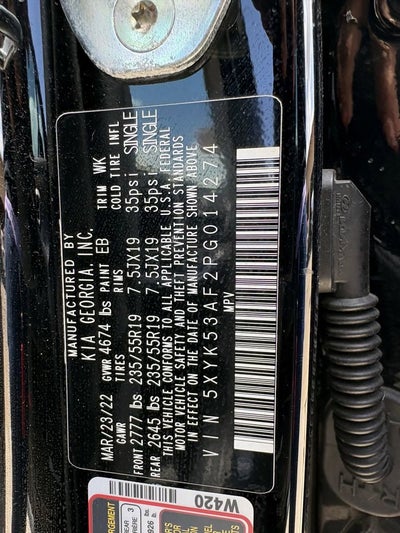 MANUFACTURED BY
KIA GEORGIA, INC.
MAR/23/22 GVWR 4674 lbs PAINT EB TRIM WK
GAWR TIRES RIMS COLD TIRE INFL
FRONT 2777 lbs 235/55R19 7.5JX19 35psi SINGLE
REAR 2645 lbs 235/55R19 7.5JX19 35psi SINGLE
THIS VEHICLE CONFORMS TO ALL APPLICABLE U.S.A. FEDERAL
MOTOR VEHICLE SAFETY AND THEFT PREVENTION STANDARDS
IN EFFECT ON THE DATE OF MANUFACTURE SHOWN ABOVE
VIN 5XYK53AF2PG014274
MPV
W420
3
926 lb